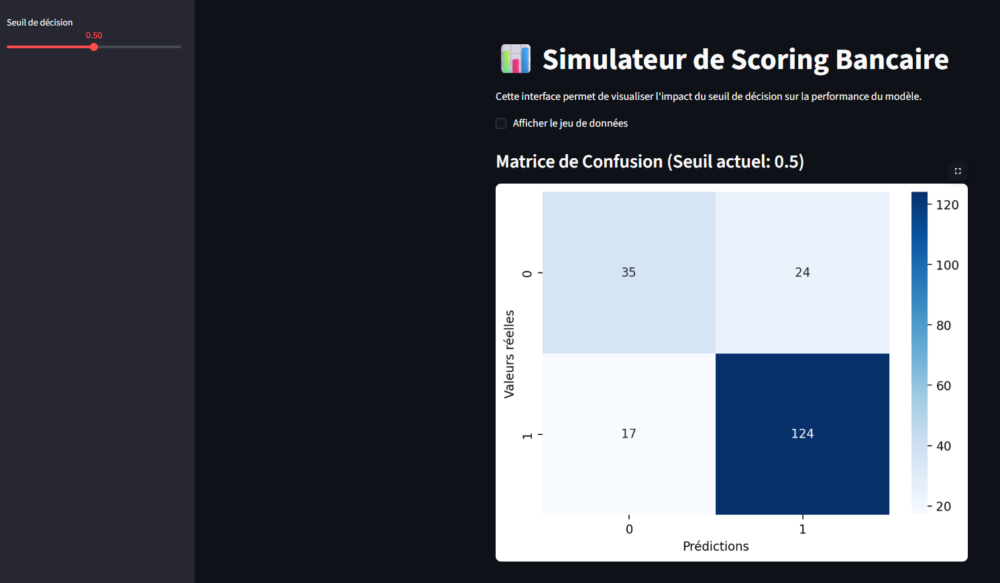 Seuil de décision
0.50
Simulateur de Scoring Bancaire
Cette interface permet de visualiser l'impact du seuil de décision sur la performance du modèle.
Afficher le jeu de données
Matrice de Confusion (Seuil actuel: 0.5)
Valeurs réelles
0
35
24
1
17
124
0
1
Prédictions
120
100
80
60
40
20